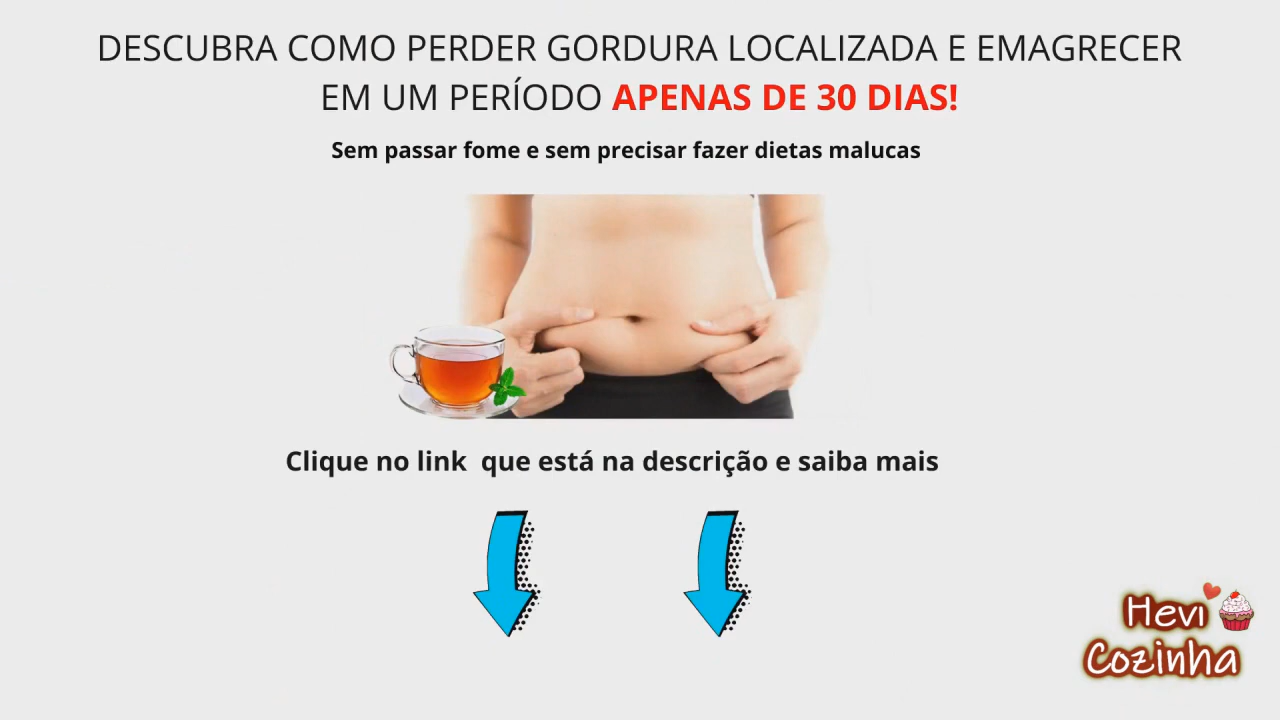 DESCUBRA COMO PERDER GORDURA LOCALIZADA E EMAGRECER
EM UM PERÍODO APENAS DE 30 DIAS!
Sem passar fome e sem precisar fazer dietas malucas
Clique no link que está na descrição e saiba mais
Hevi
Cozinha